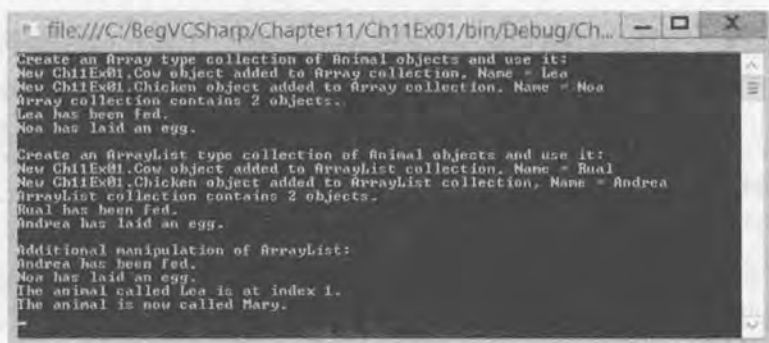 file:///C:/BegVCSharp/Chapter11/Ch11Ex01/bin/Debug/Ch...
Create an Array type collection of Animal objects and use it:
New Ch11Ex01.Cow object added to Array collection, Name = Lea
New Ch11Ex01.Chicken object added to Array collection, Name = Noa
Array collection contains 2 objects.
Lea has been fed.
Noa has laid an egg.
Create an ArrayList type collection of Animal objects and use it:
New Ch11Ex01.Cow object added to ArrayList collection, Name = Rual
New Ch11Ex01.Chicken object added to ArrayList collection, Name = Andrea
ArrayList collection contains 2 objects.
Rual has been fed.
Andrea has laid an egg.
Additional manipulation of ArrayList:
Andrea has been fed.
Noa has laid an egg.
The animal called Lea is at index 1.
The animal is now called Mary.